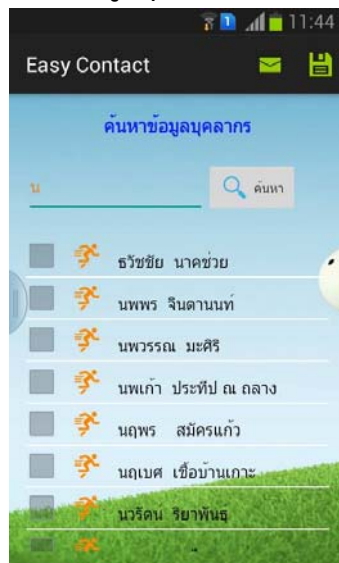 11:44
Easy Contact
ค้นหาข้อมูลบุคลากร
น
ค้นหา
ธวัชชัย นาคช่วย
นพพร จินดานนท์
นพวรรณ มะศิริ
นพเก้า ประทีป ณ ถลาง
นฤพร สมัครแก้ว
นฤเบศ เชื้อบ้านเกาะ
นวรัตน ริยาพันธุ์